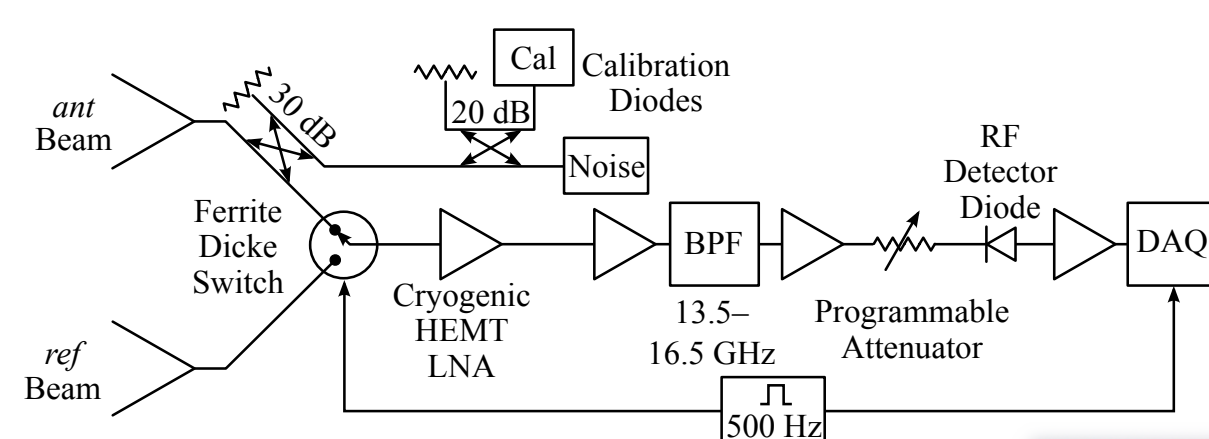 ant
Beam
30 dB
20 dB
Cal
Calibration
Diodes
Noise
Ferrite
Dicke
Switch
ref
Beam
Cryogenic
HEMT
LNA
BPF
13.5–
16.5 GHz
Programmable
Attenuator
RF
Detector
Diode
DAQ
500 Hz